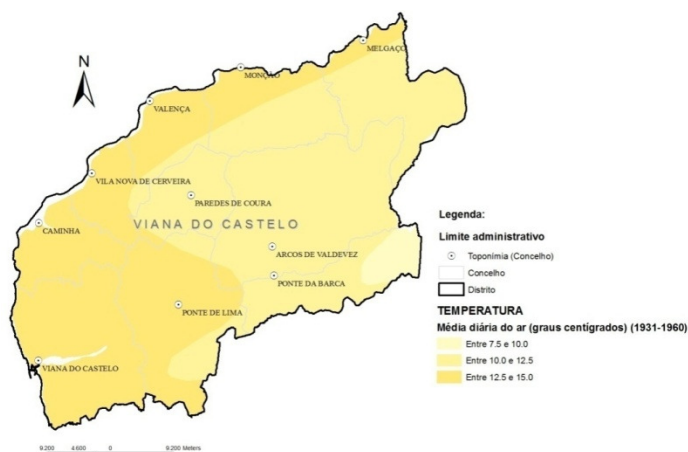 N
MELGAÇO
MONÇÃO
VALENÇA
VILA NOVA DE CERVEIRA
PAREDES DE COURA
CAMINHA
VIANA DO CASTELO
ARCOS DE VALDEVEZ
PONTE DA BARCA
PONTE DE LIMA
VIANA DO CASTELO
Legenda:
Limite administrativo
Toponimia (Concelho)
Concelho
Distrito
TEMPERATURA
Média diária do ar (graus centígrados) (1931-1960)
Entre 7.5 e 10.0
Entre 10.0 e 12.5
Entre 12.5 e 15.0
9.200 4.600 0 9.200 Meters